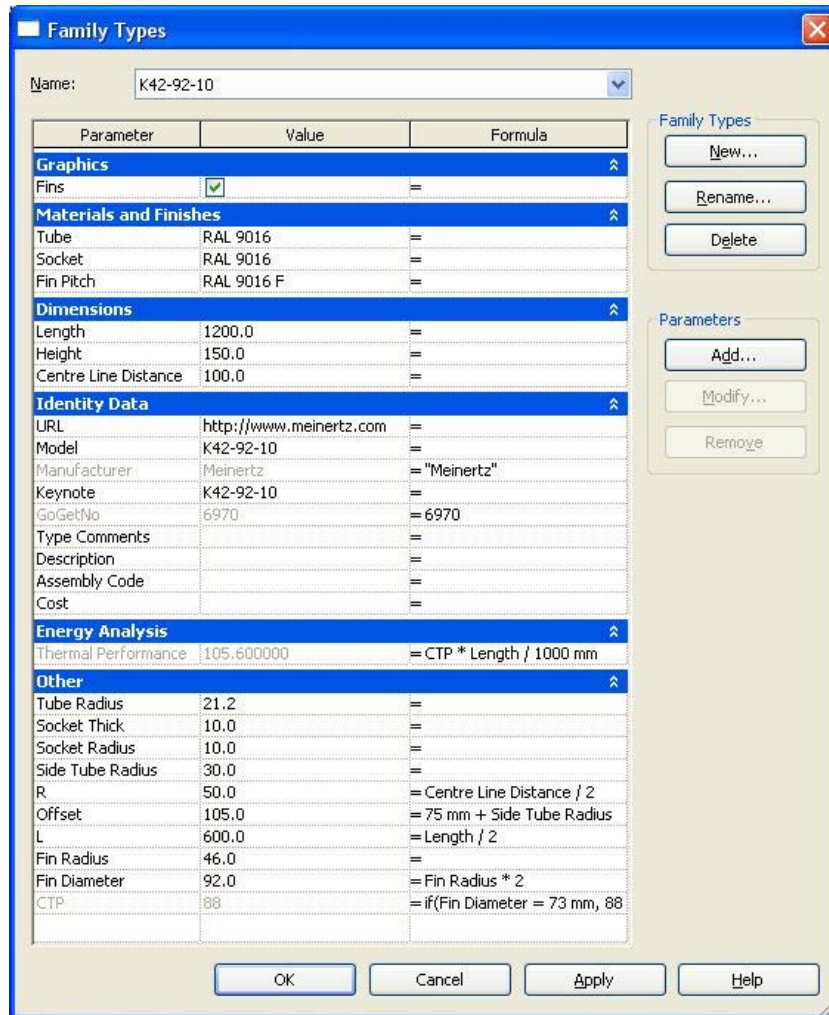 Family Types
Name: K42-92-10
Parameter Value Formula
Graphics
Fins =
Materials and Finishes
Tube RAL 9016 =
Socket RAL 9016 =
Fin Pitch RAL 9016 F =
Dimensions
Length 1200.0 =
Height 150.0 =
Centre Line Distance 100.0 =
Identity Data
URL http://www.meinertz.com =
Model K42-92-10 =
Manufacturer Meinertz = "Meinertz"
Keynote K42-92-10 =
GoGetNo 6970 = 6970
Type Comments =
Description =
Assembly Code =
Cost =
Energy Analysis
Thermal Performance 105.600000 = CTP * Length / 1000 mm
Other
Tube Radius 21.2 =
Socket Thick 10.0 =
Socket Radius 10.0 =
Side Tube Radius 30.0 =
R 50.0 = Centre Line Distance / 2
Offset 105.0 = 75 mm + Side Tube Radius
L 600.0 = Length / 2
Fin Radius 46.0 =
Fin Diameter 92.0 = Fin Radius * 2
CTP 88 = if(Fin Diameter = 73 mm, 88
Family Types
New...
Rename...
Delete
Parameters
Add...
Modify...
Remove
OK Cancel Apply Help